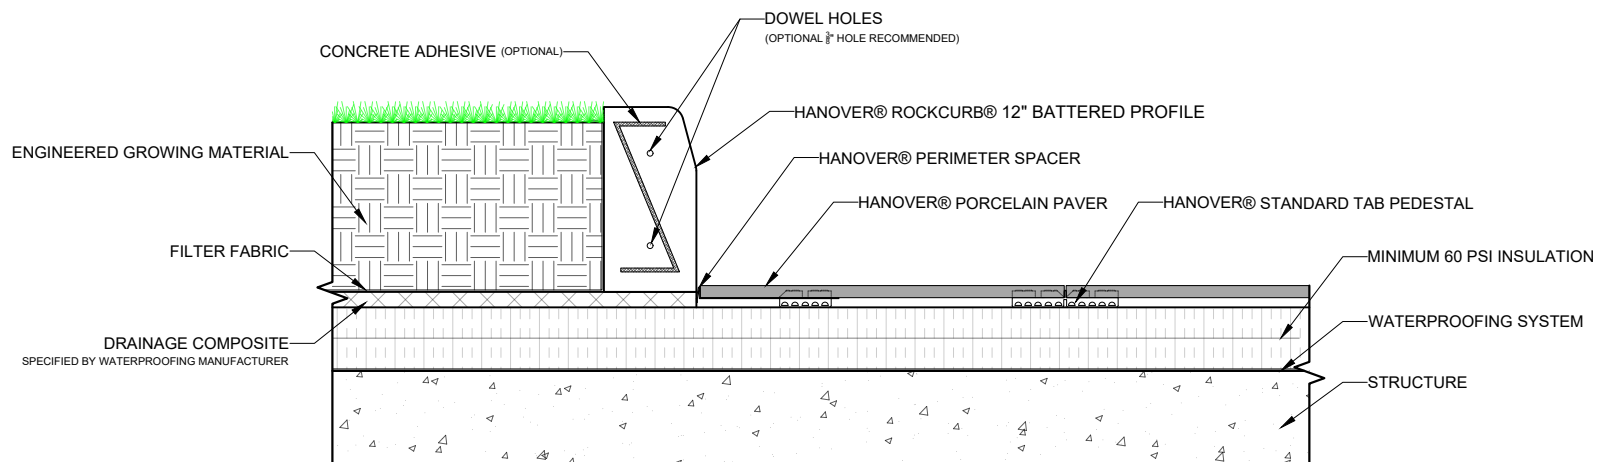 DOWEL HOLES
(OPTIONAL 3/8" HOLE RECOMMENDED)
CONCRETE ADHESIVE (OPTIONAL)
HANOVER® ROCKCURB® 12" BATTERED PROFILE
ENGINEERED GROWING MATERIAL
HANOVER® PERIMETER SPACER
HANOVER® PORCELAIN PAVER
HANOVER® STANDARD TAB PEDESTAL
FILTER FABRIC
MINIMUM 60 PSI INSULATION
DRAINAGE COMPOSITE
SPECIFIED BY WATERPROOFING MANUFACTURER
WATERPROOFING SYSTEM
STRUCTURE